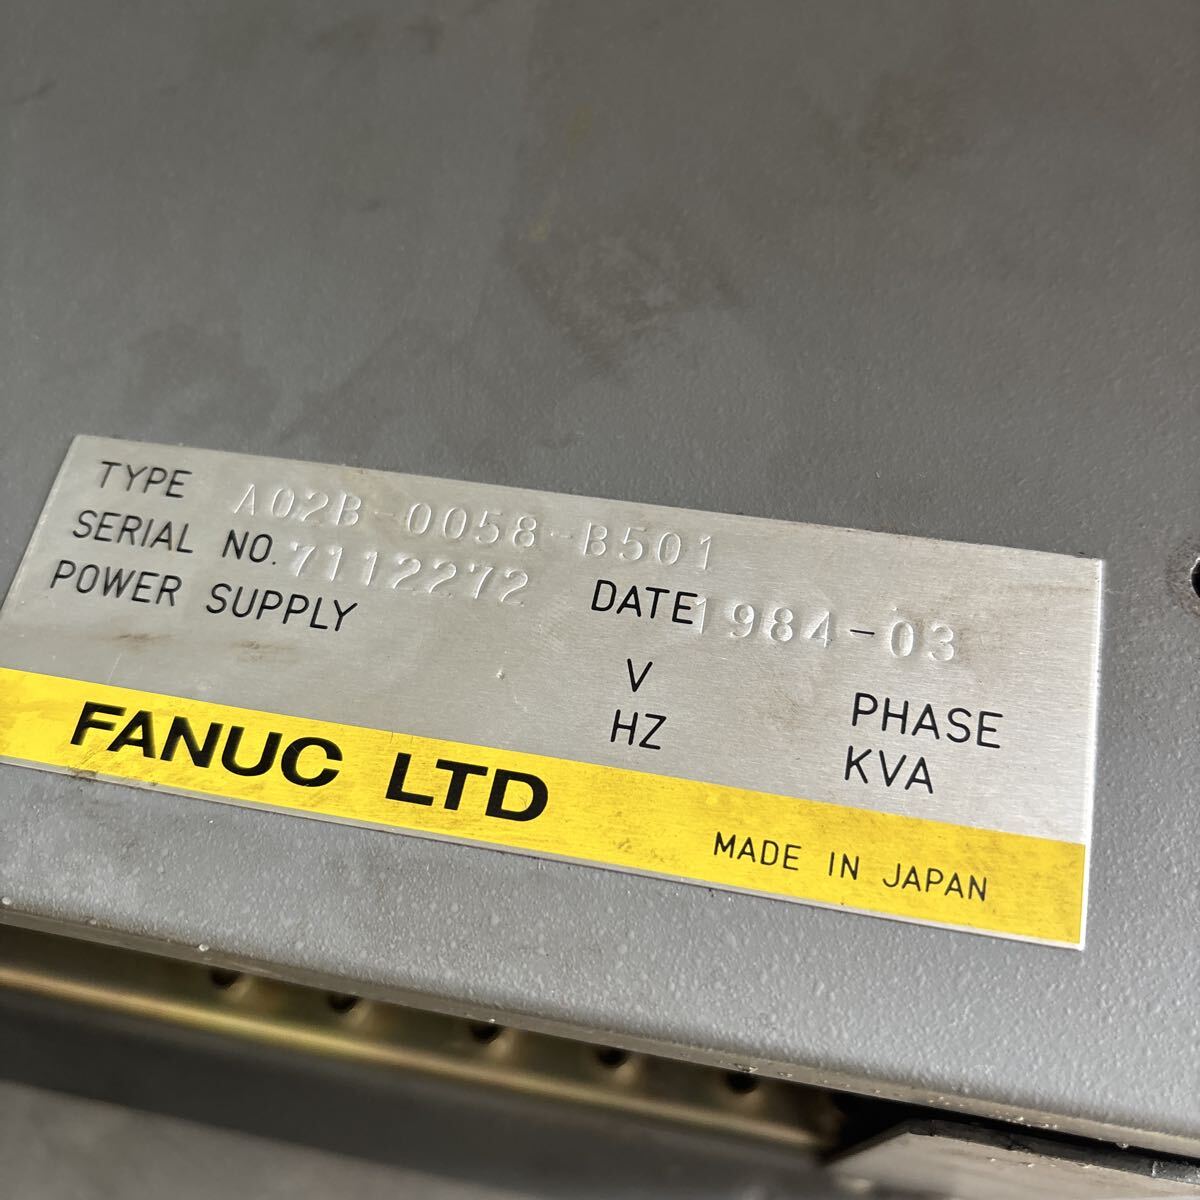 TYPE A02B-0058-B501
SERIAL NO. 7112272 DATE 1984-03
POWER SUPPLY V PHASE
HZ KVA
FANUC LTD MADE IN JAPAN